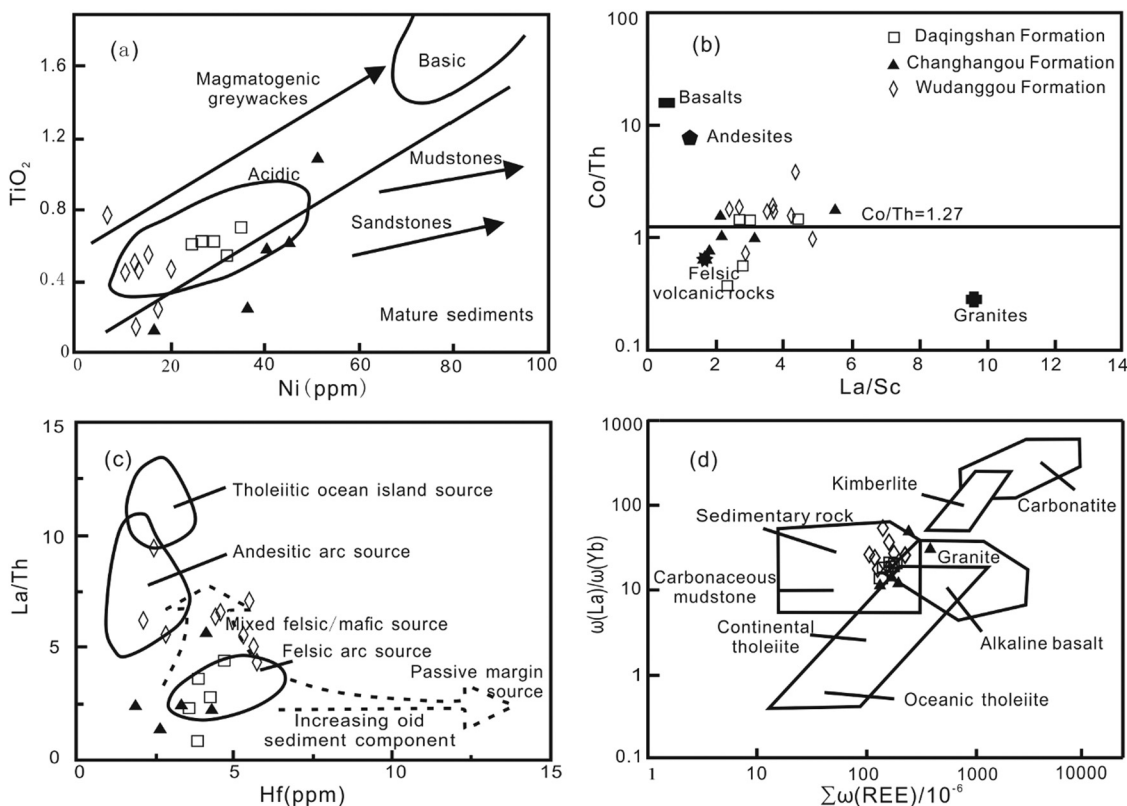 (a)
TiO2
1.6
1.2
0.8
0.4
0
20
40
60
80
100
Ni(ppm)
Magmatogenic
greywackes
Basic
Acidic
Mudstones
Sandstones
Mature sediments
(b)
Co/Th
100
10
1
0.1
0
2
4
6
8
10
12
14
La/Sc
Daqingshan Formation
Changhangou Formation
Wudanggou Formation
Basalts
Andesites
Co/Th=1.27
Felsic
volcanic rocks
Granites
(c)
La/Th
15
10
5
0
0
5
10
15
Hf(ppm)
Tholeiitic ocean island source
Andesitic arc source
Mixed felsic/mafic source
Felsic arc source
Passive margin
source
Increasing oid
sediment component
(d)
ω(La)/ω(Yb)
1000
100
10
1
0.1
1
10
100
1000
10000
∑ω(REE)/10-6
Kimberlite
Carbonatite
Sedimentary rock
Granite
Carbonaceous
mudstone
Continental
tholeiite
Alkaline basalt
Oceanic tholeiite